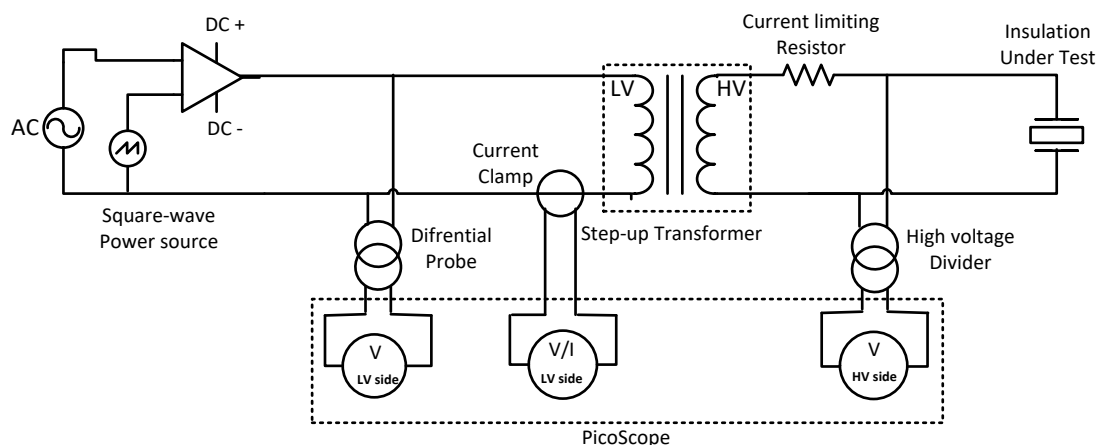 DC +
AC
DC -
Square-wave
Power source
Current
Clamp
LV
HV
Step-up Transformer
Current limiting
Resistor
Insulation
Under Test
Difrential
Probe
High voltage
Divider
V
LV side
V/I
LV side
V
HV side
PicoScope